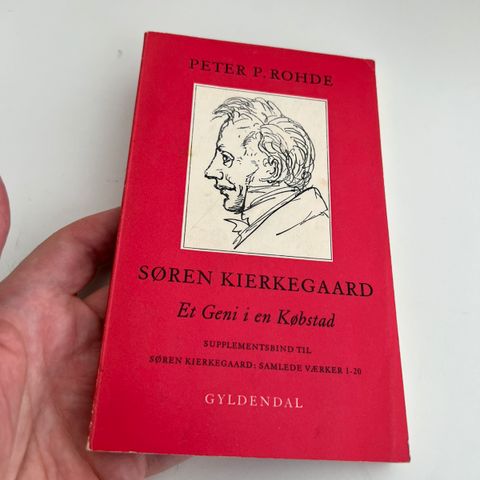 PETER P. ROHDE
SØREN KIERKEGAARD
Et Geni i en Købstad
SUPPLEMENTSBIND TIL
SØREN KIERKEGAARD: SAMLEDE VÆRKER 1-20
GYLDENDAL